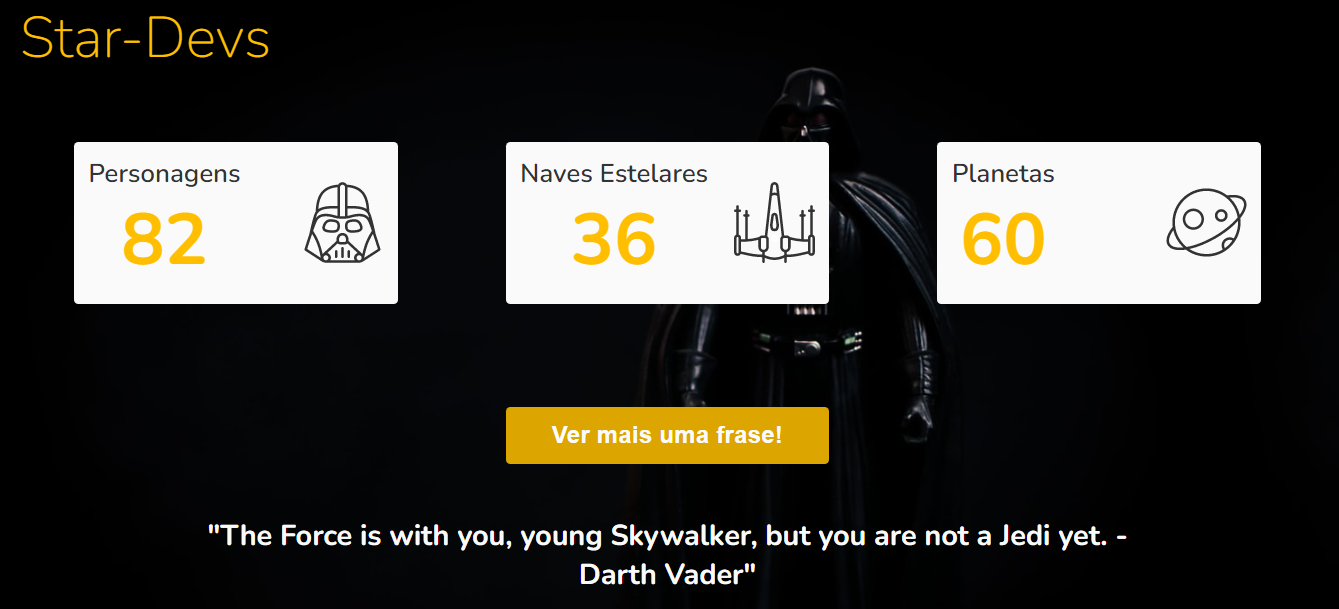 Star-Devs
Personagens
82
Naves Estelares
36
Planetas
60
Ver mais uma frase!
"The Force is with you, young Skywalker, but you are not a Jedi yet. -
Darth Vader"